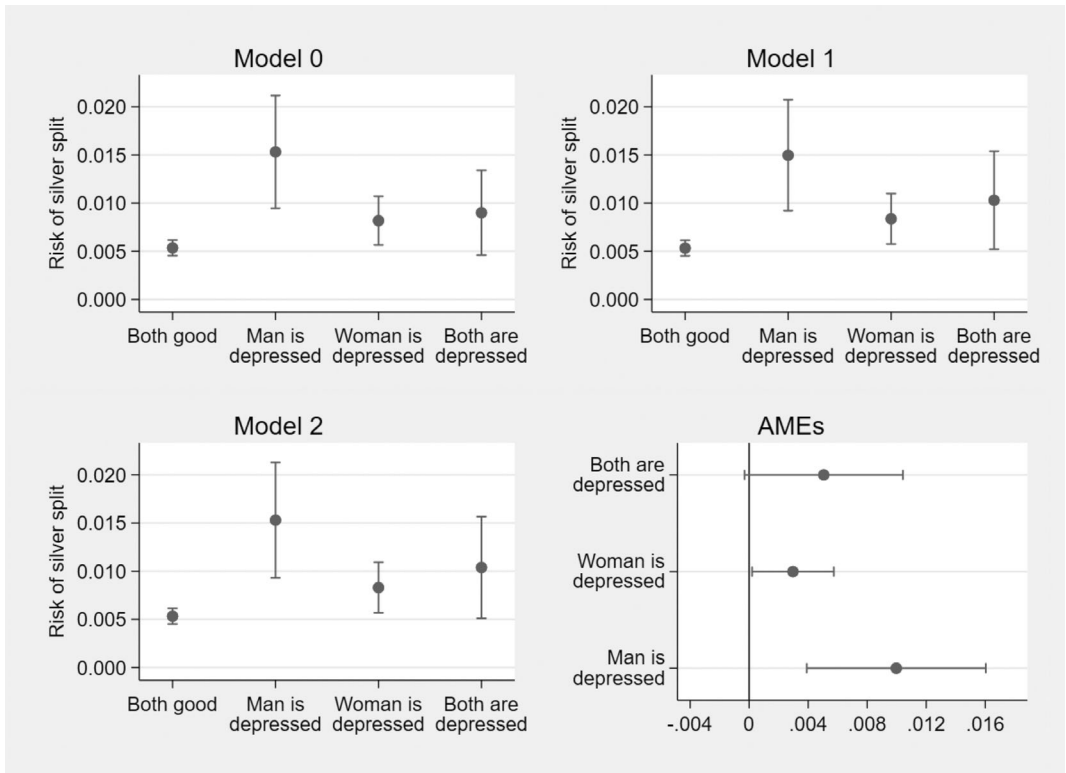 Model 0
Risk of silver split
0.020
0.015
0.010
0.005
0.000
Both good
Man is
depressed
Woman is
depressed
Both are
depressed
Model 1
Risk of silver split
0.020
0.015
0.010
0.005
0.000
Both good
Man is
depressed
Woman is
depressed
Both are
depressed
Model 2
Risk of silver split
0.020
0.015
0.010
0.005
0.000
Both good
Man is
depressed
Woman is
depressed
Both are
depressed
AMEs
Both are
depressed
Woman is
depressed
Man is
depressed
-.004 0 .004 .008 .012 .016